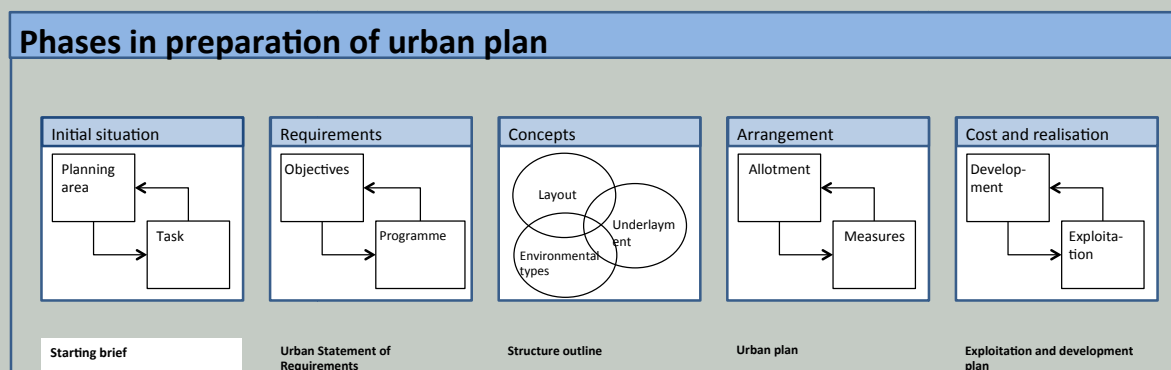 Phases in preparation of urban plan
Initial situation
Planning
area
Task
Requirements
Objectives
Programme
Concepts
Layout
Underlaym
ent
Environmental
types
Arrangement
Allotment
Measures
Cost and realisation
Develop-
ment
Exploita-
tion
Starting brief
Urban Statement of
Requirements
Structure outline
Urban plan
Exploitation and development
plan